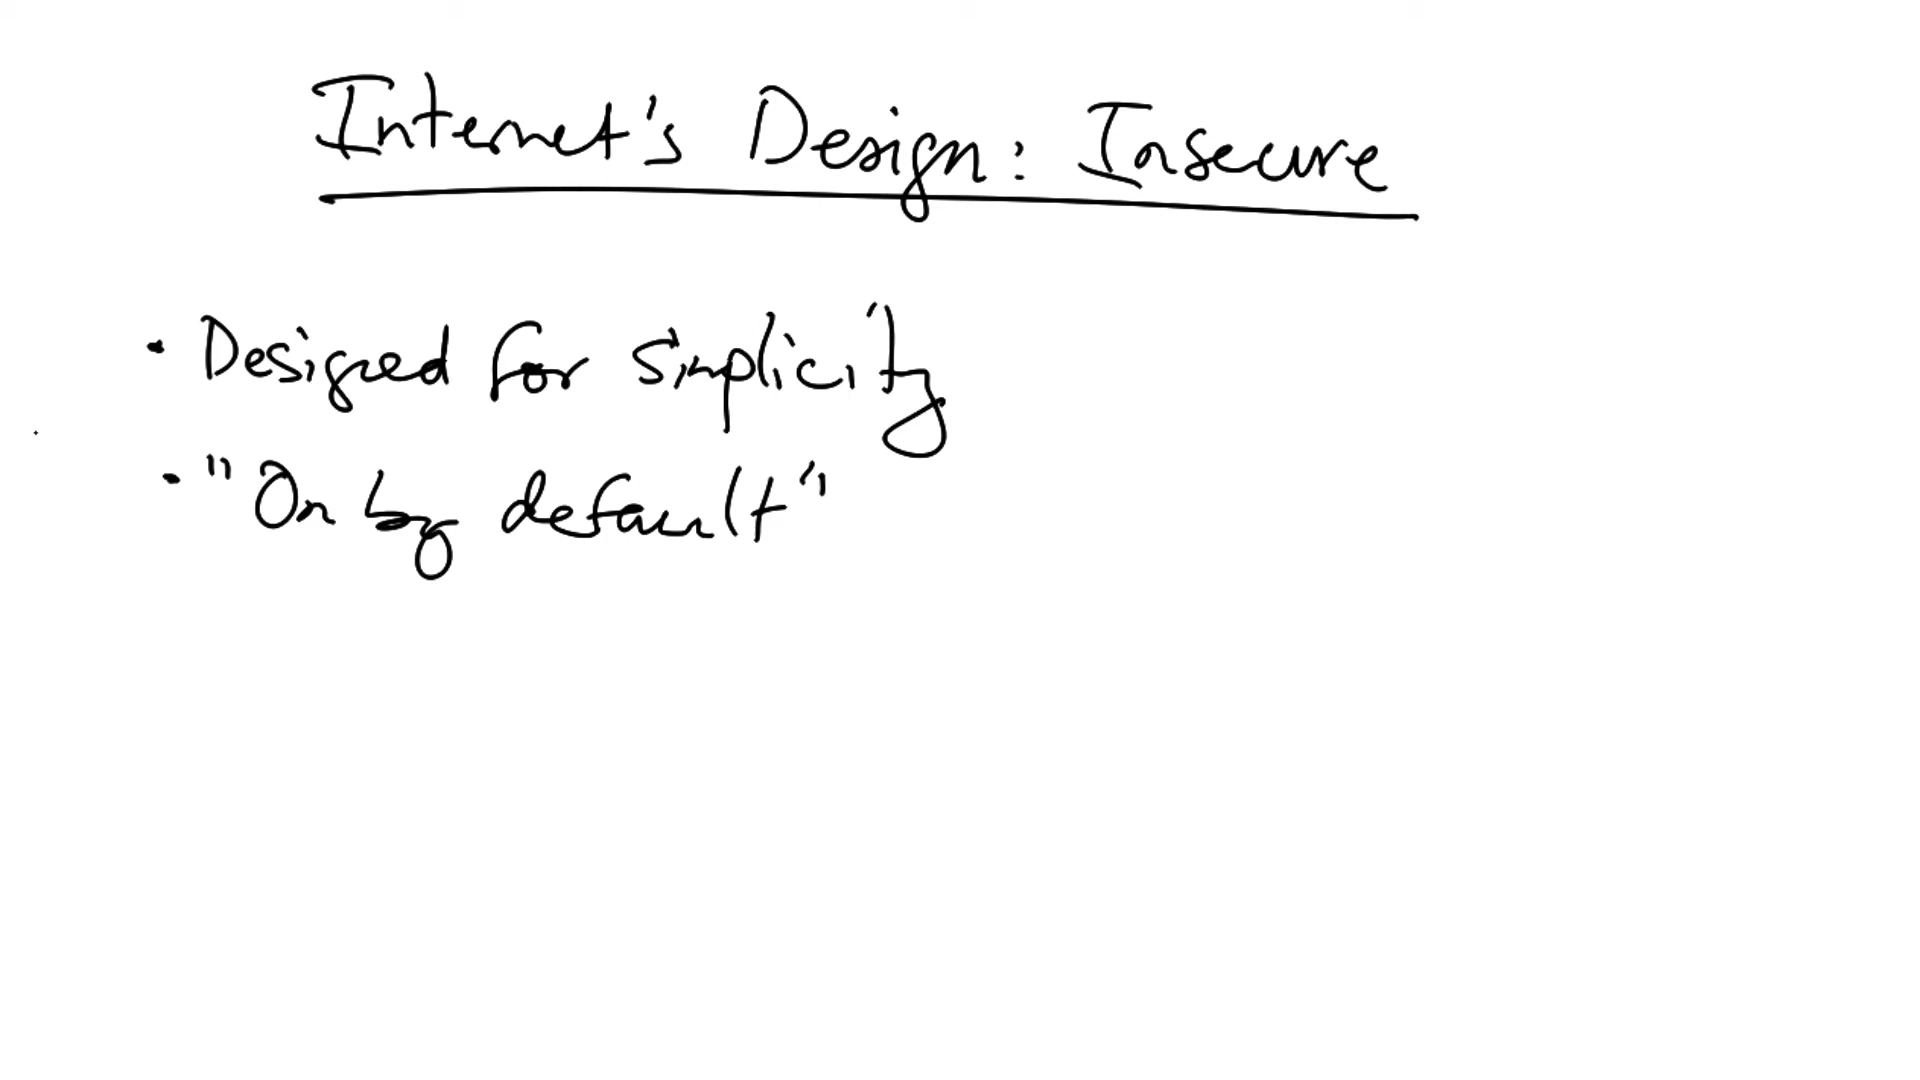 Internet's Design: Insecure
• Designed for simplicity
• "On by default"